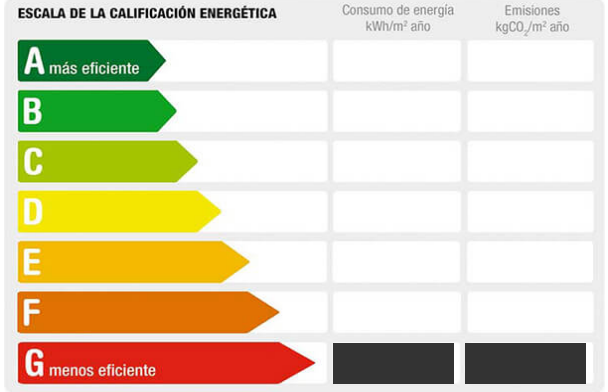 ESCALA DE LA CALIFICACIÓN ENERGÉTICA
Consumo de energía
kWh/m² año
Emisiones
kgCO₂/m² año
A más eficiente
B
C
D
E
F
G menos eficiente